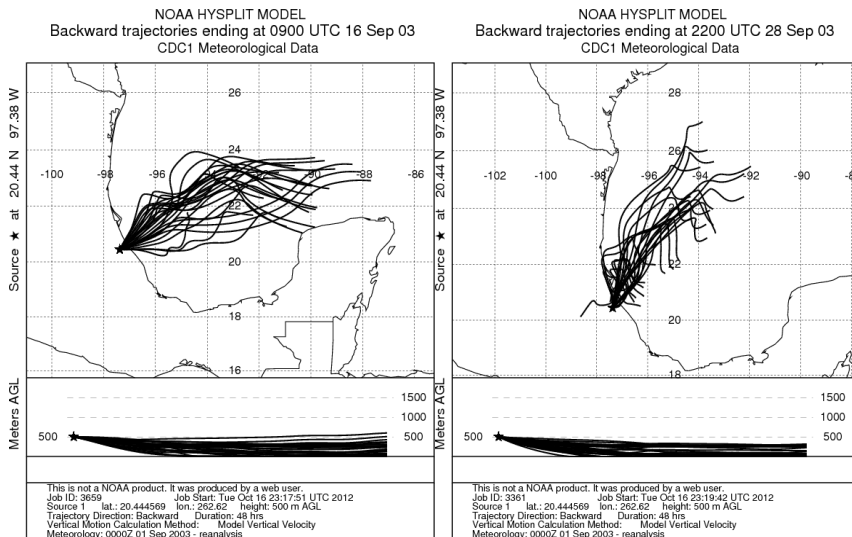 NOAA HYSPLIT MODEL
Backward trajectories ending at 0900 UTC 16 Sep 03
CDC1 Meteorological Data
Source ★ at 20.44 N 97.38 W
26
24
-100
-98
-96
-94
-92
-90
-88
-86
22
20
18
16
Meters AGL
1500
1000
500
500
This is not a NOAA product. It was produced by a web user.
Job ID: 3659 Job Start: Tue Oct 16 23:17:51 UTC 2012
Source 1 lat.: 20.444569 lon.: 262.62 height: 500 m AGL
Trajectory Direction: Backward Duration: 48 hrs
Vertical Motion Calculation Method: Model Vertical Velocity
Meteorology: 0000Z 01 Sep 2003 - reanalysis
NOAA HYSPLIT MODEL
Backward trajectories ending at 2200 UTC 28 Sep 03
CDC1 Meteorological Data
Source ★ at 20.44 N 97.38 W
28
26
-102
-100
-98
-96
-94
-92
-90
24
22
20
18
Meters AGL
1500
1000
500
500
This is not a NOAA product. It was produced by a web user.
Job ID: 3361 Job Start: Tue Oct 16 23:19:42 UTC 2012
Source 1 lat.: 20.444569 lon.: 262.62 height: 500 m AGL
Trajectory Direction: Backward Duration: 48 hrs
Vertical Motion Calculation Method: Model Vertical Velocity
Meteorology: 0000Z 01 Sep 2003 - reanalysis